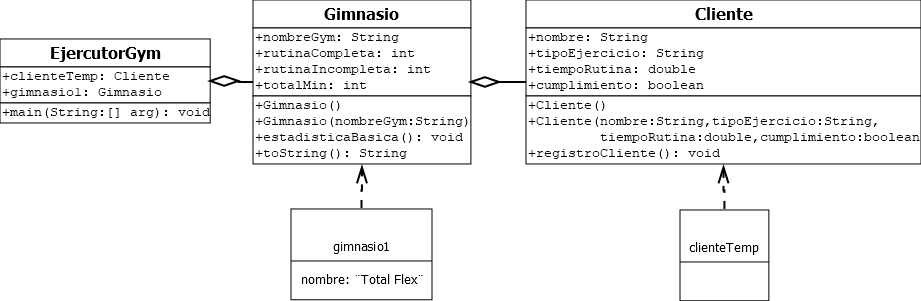 EjercutorGym
+clienteTemp: Cliente
+gimnasio1: Gimnasio
+main(String:[] arg): void
Gimnasio
+nombreGym: String
+rutinaCompleta: int
+rutinaIncompleta: int
+totalMin: int
+Gimnasio()
+Gimnasio(nombreGym:String)
+estadisticaBasica(): void
+toString(): String
Cliente
+nombre: String
+tipoEjercicio: String
+tiempoRutina: double
+cumplimiento: boolean
+Cliente()
+Cliente(nombre:String,tipoEjercicio:String,
tiempoRutina:double,cumplimiento:boolean
+registroCliente(): void
gimnasio1
nombre: ¨Total Flex¨
clienteTemp